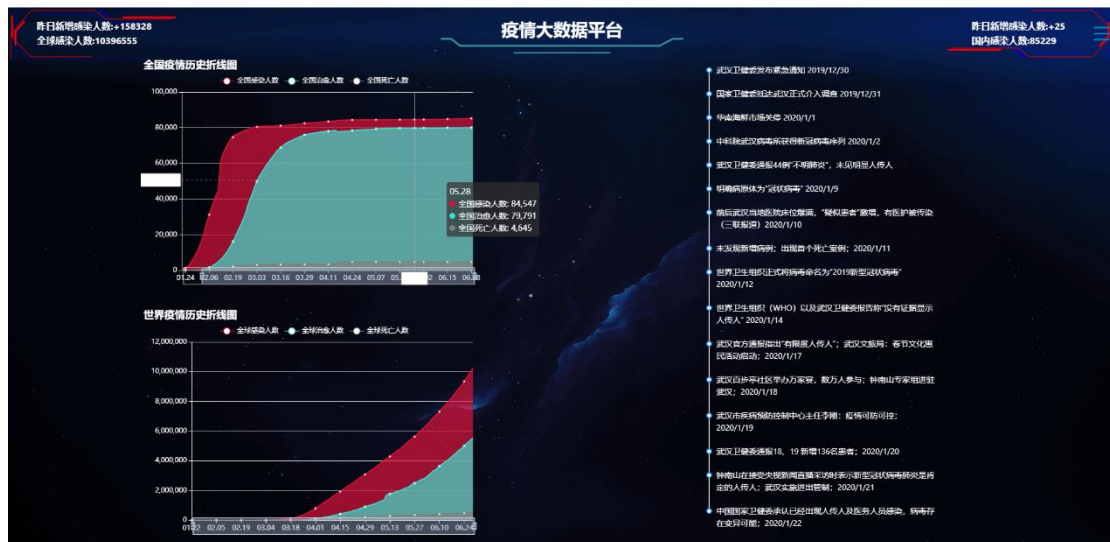 昨日新增感染人数:+158328
全球感染人数:10396555
疫情大数据平台
昨日新增感染人数:+25
国内感染人数:85229
全国疫情历史折线图
全国感染人数 全国治愈人数 全国死亡人数
100,000
80,000
60,000
40,000
20,000
0
01.24 02.06 02.19 03.03 03.16 03.29 04.11 04.24 05.07 06.15
05.28
全国感染人数: 84,547
全国治愈人数: 79,791
全国死亡人数: 4,645
世界疫情历史折线图
全球感染人数 全球治愈人数 全球死亡人数
12,000,000
10,000,000
8,000,000
6,000,000
4,000,000
2,000,000
0
01.22 02.05 02.19 03.04 03.18 04.01 04.15 04.29 05.13 05.27 06.10 06.24
武汉卫健委发布紧急通知 2019/12/30
国家卫健委抵达武汉正式介入调查 2019/12/31
华南海鲜市场关停 2020/1/1
中科院武汉病毒所获得新冠病毒序列 2020/1/2
武汉卫健委通报44例“不明肺炎”，未见明显人传人
明确病原体为“冠状病毒” 2020/1/9
前后武汉当地医院床位爆满，“疑似患者”激增，有医护被传染
（三联报道）2020/1/10
未发现新增病例；出现首个死亡案例；2020/1/11
世界卫生组织正式将病毒命名为“2019新型冠状病毒”
2020/1/12
世界卫生组织（WHO）以及武汉卫健委报告称“没有证据显示
人传人” 2020/1/14
武汉官方通报指出“有限度人传人”；武汉文旅局：春节文化惠
民活动启动；2020/1/17
武汉百步亭社区举办万家宴，数万人参与；钟南山专家组进驻
武汉；2020/1/18
武汉市疾病预防控制中心主任李刚：疫情可防可控；
2020/1/19
武汉卫健委通报18、19 新增136名患者；2020/1/20
钟南山在接受央视新闻直播采访时表示新型冠状病毒肺炎是肯
定的人传人；武汉实施进出管制；2020/1/21
中国国家卫健委承认已经出现人传人及医务人员感染，病毒存
在变异可能；2020/1/22